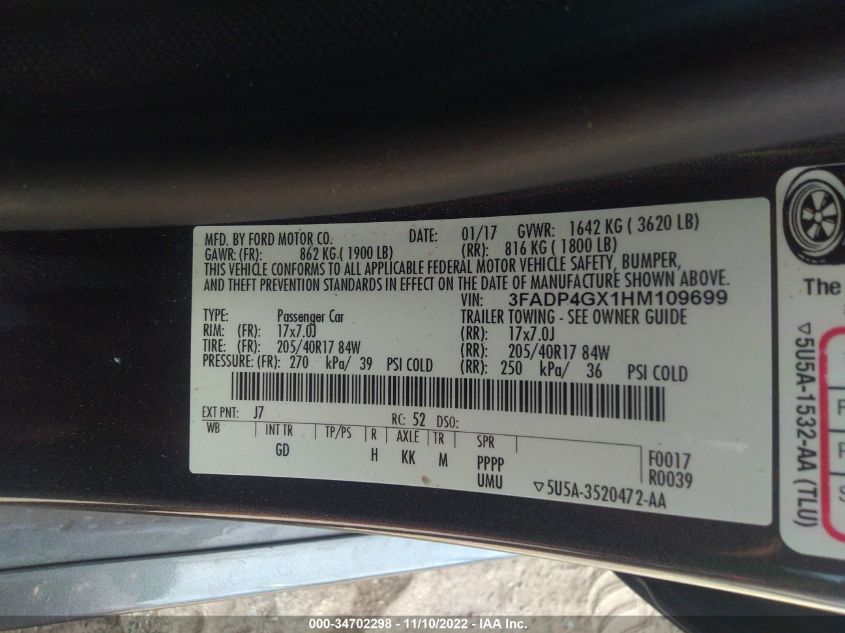 MFD. BY FORD MOTOR CO. DATE: 01/17 GVWR: 1642 KG ( 3620 LB)
GAWR: (FR): 862 KG.( 1900 LB) (RR): 816 KG ( 1800 LB)
THIS VEHICLE CONFORMS TO ALL APPLICABLE FEDERAL MOTOR VEHICLE SAFETY, BUMPER,
AND THEFT PREVENTION STANDARDS IN EFFECT ON THE DATE OF MANUFACTURE SHOWN ABOVE.
VIN: 3FADP4GX1HM109699
TYPE: Passenger Car TRAILER TOWING - SEE OWNER GUIDE
RIM: (FR): 17x7.0J (RR): 17x7.0J
TIRE: (FR): 205/40R17 84W (RR): 205/40R17 84W
PRESSURE: (FR): 270 kPa/ 39 PSI COLD (RR): 250 kPa/ 36 PSI COLD
EXT PNT: J7 RC: 52 DSO:
WB INT TR TP/PS R AXLE TR SPR
GD H KK M PPPP
UMU
F0017
R0039
▽5U5A-3520472-AA
The
▽5U5A-1532-AA (TLU)
F
F
S
000-34702298 - 11/10/2022 - IAA Inc.